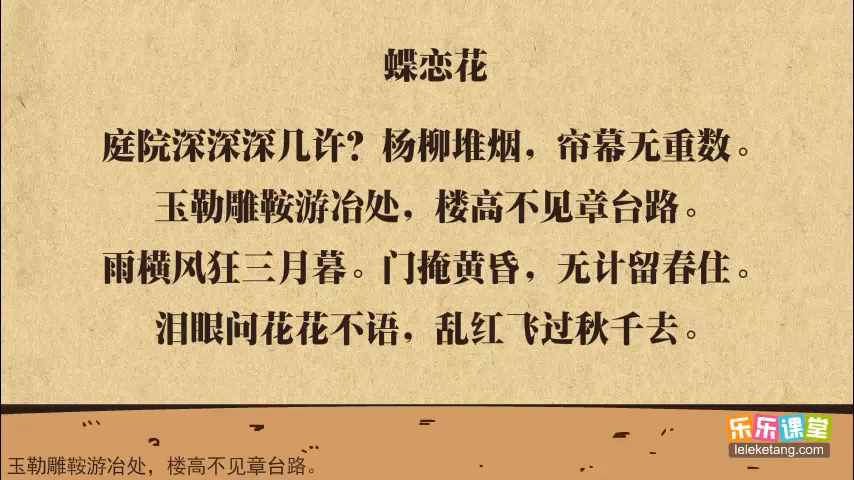 蝶恋花
庭院深深深几许？杨柳堆烟，帘幕无重数。
玉勒雕鞍游冶处，楼高不见章台路。
雨横风狂三月暮。门掩黄昏，无计留春住。
泪眼问花花不语，乱红飞过秋千去。
乐乐课堂
leleketang.com
玉勒雕鞍游冶处，楼高不见章台路。